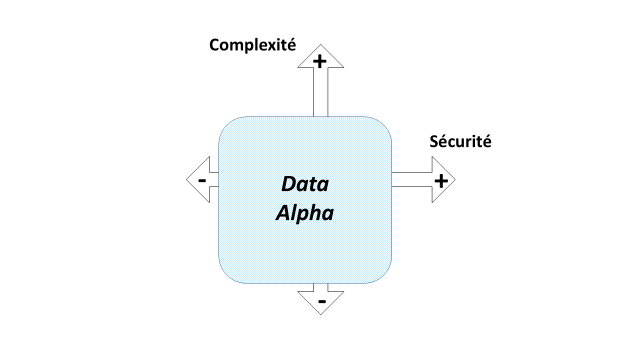 Complexité
+
Sécurité
-
+
Data
Alpha
-